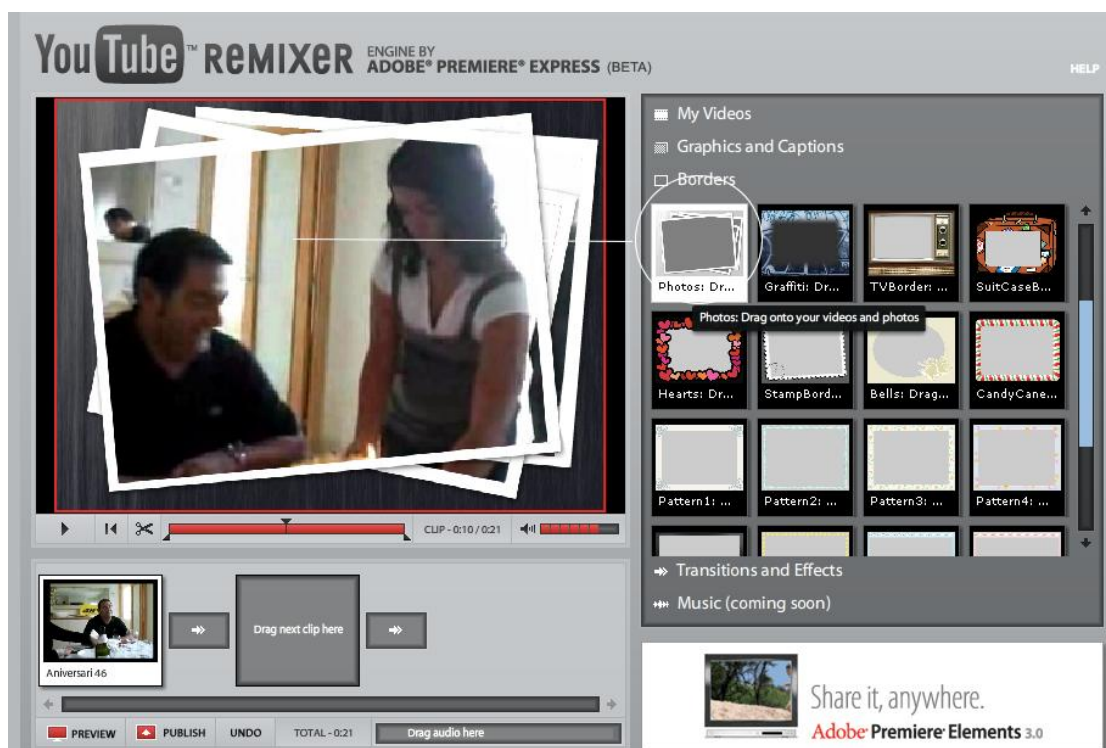 You Tube™ REMIXER ENGINE BY
ADOBE® PREMIERE® EXPRESS (BETA)
HELP
My Videos
Graphics and Captions
Borders
Photos: Dr...
Graffiti: Dr...
TVBorder: ...
SuitCaseB...
Photos: Drag onto your videos and photos
Hearts: Dr...
StampBord...
Bells: Drag...
CandyCane...
Pattern1: ...
Pattern2: ...
Pattern3: ...
Pattern4: ...
CLIP - 0:10 / 0:21
Transitions and Effects
Music (coming soon)
Drag next clip here
Aniversari 46
PREVIEW
PUBLISH
UNDO
TOTAL - 0:21
Drag audio here
Share it, anywhere.
Adobe® Premiere® Elements 3.0